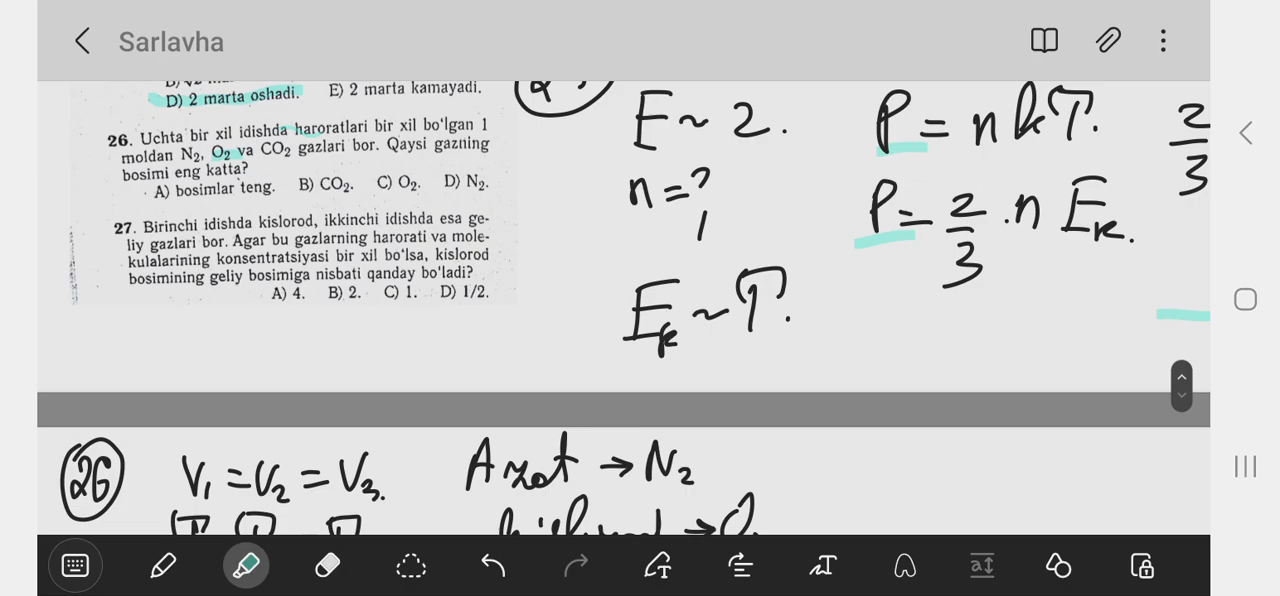 Sarlavha
D) 2 marta oshadi. E) 2 marta kamayadi.
26. Uchta bir xil idishda haroratlari bir xil bo'lgan 1
moldan N₂, O₂ va CO₂ gazlari bor. Qaysi gazning
bosimi eng katta?
A) bosimlar teng. B) CO₂. C) O₂. D) N₂.
27. Birinchi idishda kislorod, ikkinchi idishda esa ge-
liy gazlari bor. Agar bu gazlarning harorati va mole-
kulalarining konsentratsiyasi bir xil bo'lsa, kislorod
bosimining geliy bosimiga nisbati qanday bo'ladi?
A) 4. B) 2. C) 1. D) 1/2.
E ~ 2. P = n k T.
n = ?
P = 2/3 · n E_k.
E_k ~ T.
2/3
26 V₁ = V₂ = V₃. Azot → N₂